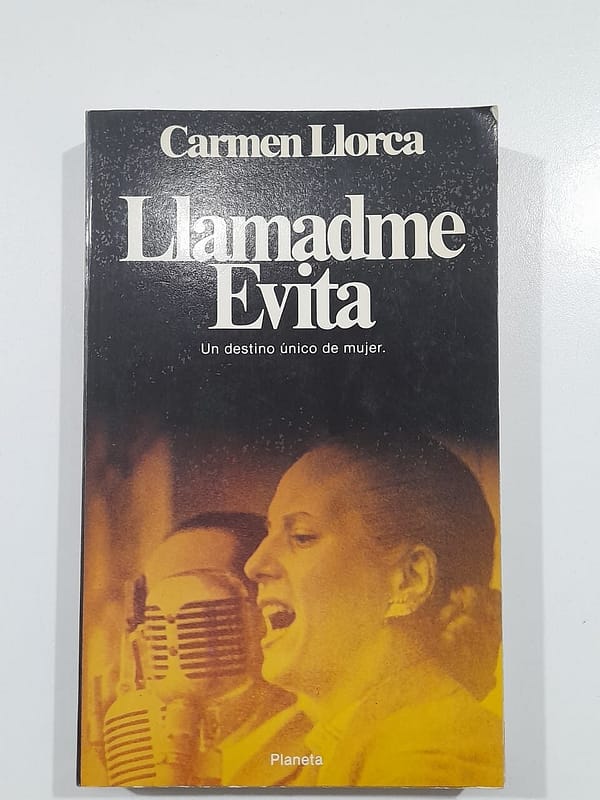 Carmen Llorca
Llamadme
Evita
Un destino único de mujer.
Planeta